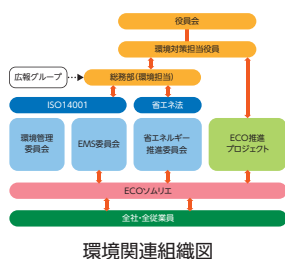 役員会
環境対策担当役員
広報グループ
総務部(環境担当)
ISO14001
省エネ法
環境管理
委員会
EMS委員会
省エネルギー
推進委員会
ECO推進
プロジェクト
ECOソムリエ
全社・全従業員
環境関連組織図